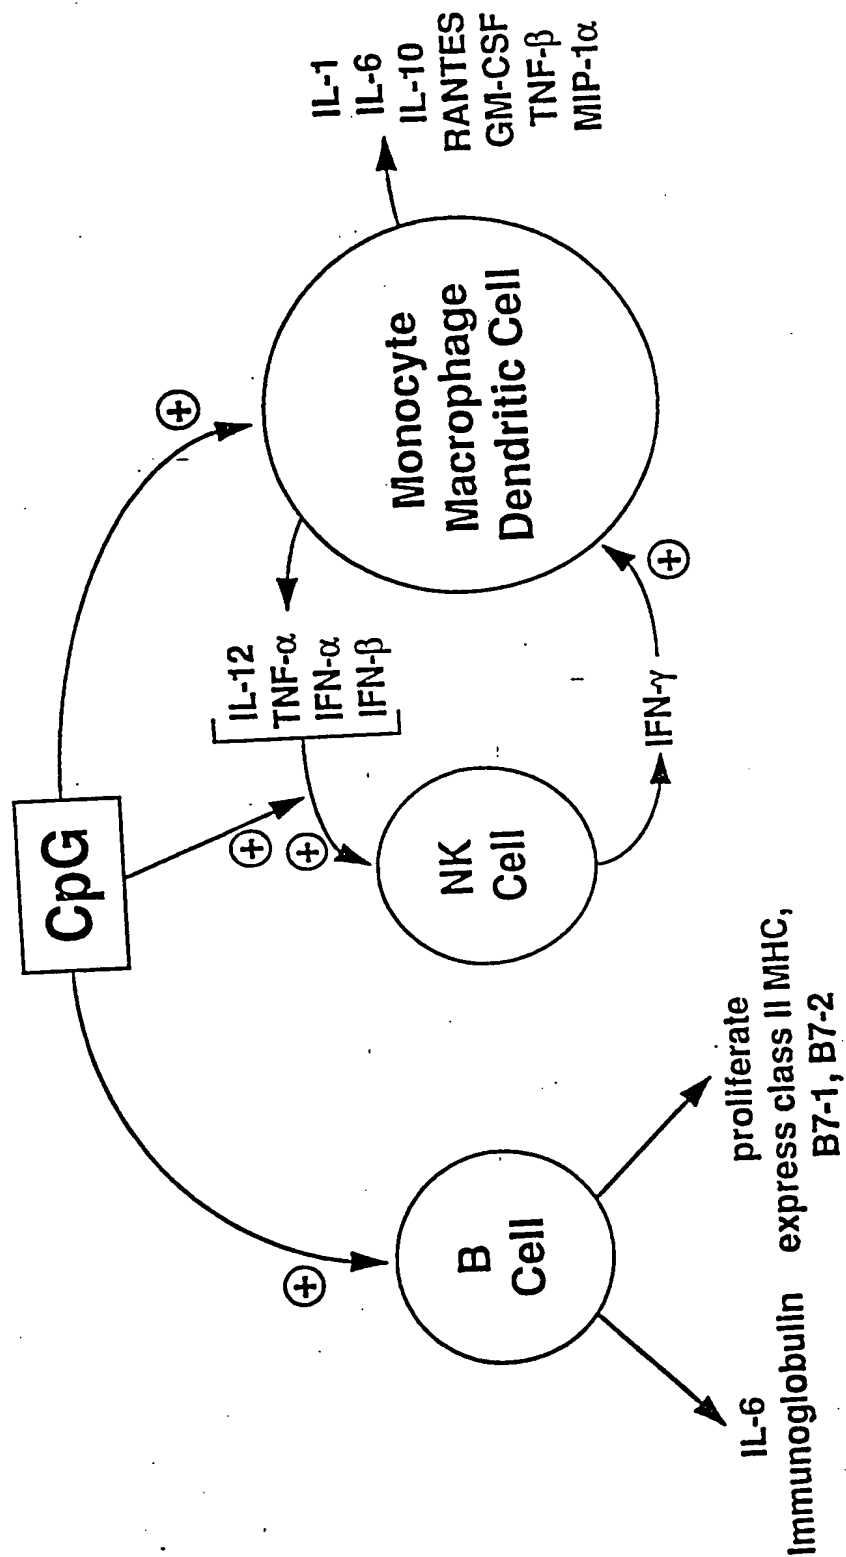 CpG
+
+
+
+
IL-12
TNF-α
IFN-α
IFN-β
IL-1
IL-6
IL-10
RANTES
GM-CSF
TNF-β
MIP-1α
B
Cell
NK
Cell
Monocyte
Macrophage
Dendritic Cell
IFN-γ
+
IL-6
Immunoglobulin
proliferate
express class II MHC,
B7-1, B7-2